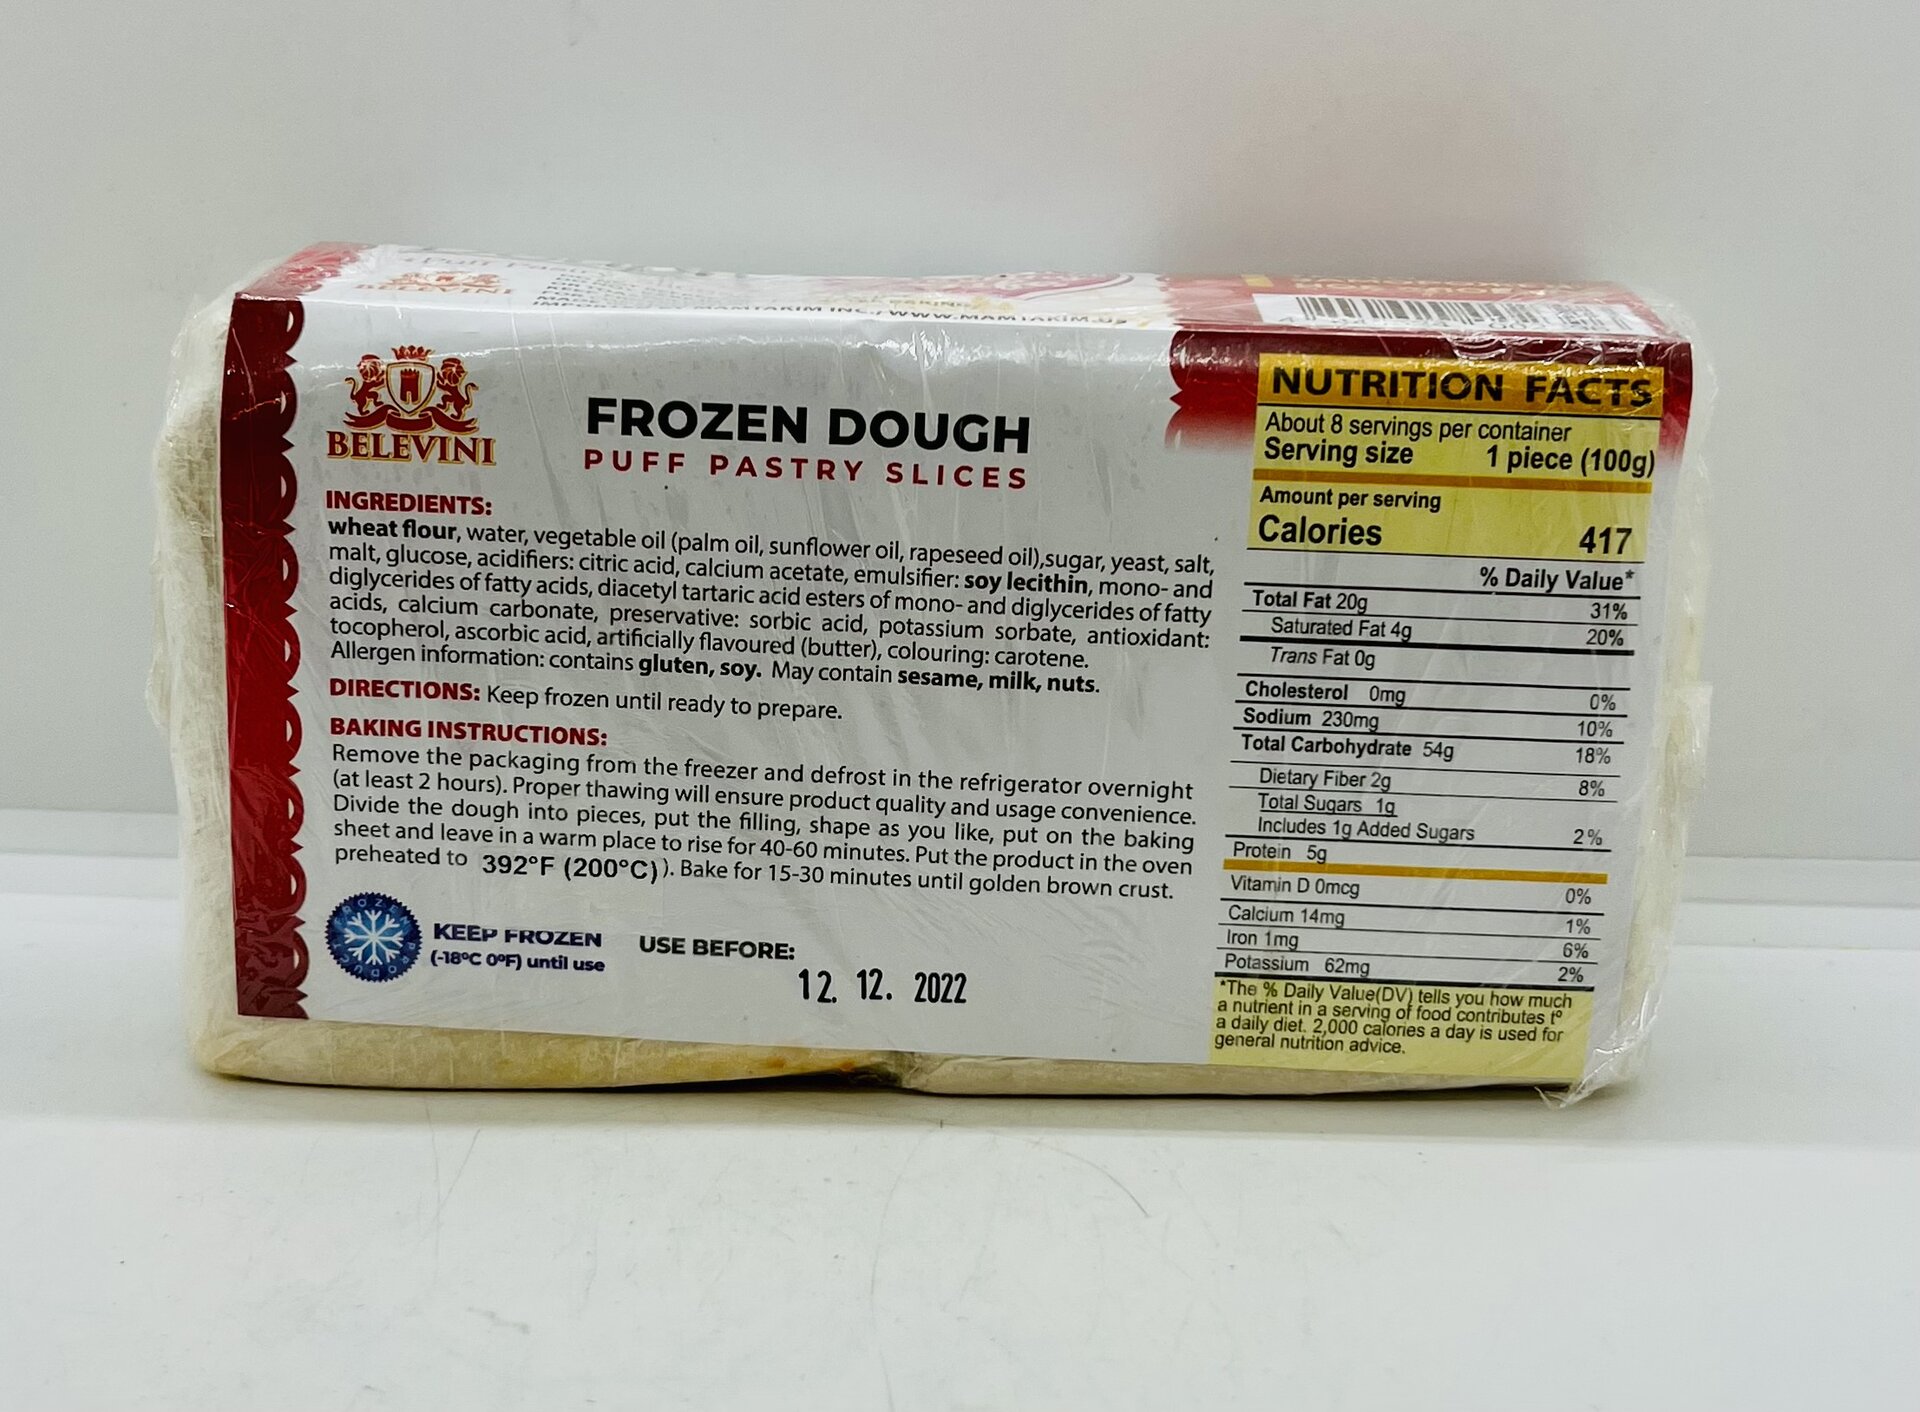 BELEVINI
IMPORTED BY MAMTAKIM INC./WWW.MAMTAKIM.US
BELEVINI
FROZEN DOUGH
PUFF PASTRY SLICES
INGREDIENTS:
wheat flour, water, vegetable oil (palm oil, sunflower oil, rapeseed oil),sugar, yeast, salt,
malt, glucose, acidifiers: citric acid, calcium acetate, emulsifier: soy lecithin, mono- and
diglycerides of fatty acids, diacetyl tartaric acid esters of mono- and diglycerides of fatty
acids, calcium carbonate, preservative: sorbic acid, potassium sorbate, antioxidant:
tocopherol, ascorbic acid, artificially flavoured (butter), colouring: carotene.
Allergen information: contains gluten, soy. May contain sesame, milk, nuts.
DIRECTIONS: Keep frozen until ready to prepare.
BAKING INSTRUCTIONS:
Remove the packaging from the freezer and defrost in the refrigerator overnight
(at least 2 hours). Proper thawing will ensure product quality and usage convenience.
Divide the dough into pieces, put the filling, shape as you like, put on the baking
sheet and leave in a warm place to rise for 40-60 minutes. Put the product in the oven
preheated to 392°F (200°C)). Bake for 15-30 minutes until golden brown crust.
FROZEN PRODUCT
KEEP FROZEN
(-18ºC 0ºF) until use
USE BEFORE:
12. 12. 2022
NUTRITION FACTS
About 8 servings per container
Serving size 1 piece (100g)
Amount per serving
Calories 417
% Daily Value*
Total Fat 20g 31%
Saturated Fat 4g 20%
Trans Fat 0g
Cholesterol 0mg 0%
Sodium 230mg 10%
Total Carbohydrate 54g 18%
Dietary Fiber 2g 8%
Total Sugars 1g
Includes 1g Added Sugars 2%
Protein 5g
Vitamin D 0mcg 0%
Calcium 14mg 1%
Iron 1mg 6%
Potassium 62mg 2%
*The % Daily Value(DV) tells you how much
a nutrient in a serving of food contributes to
a daily diet. 2,000 calories a day is used for
general nutrition advice.